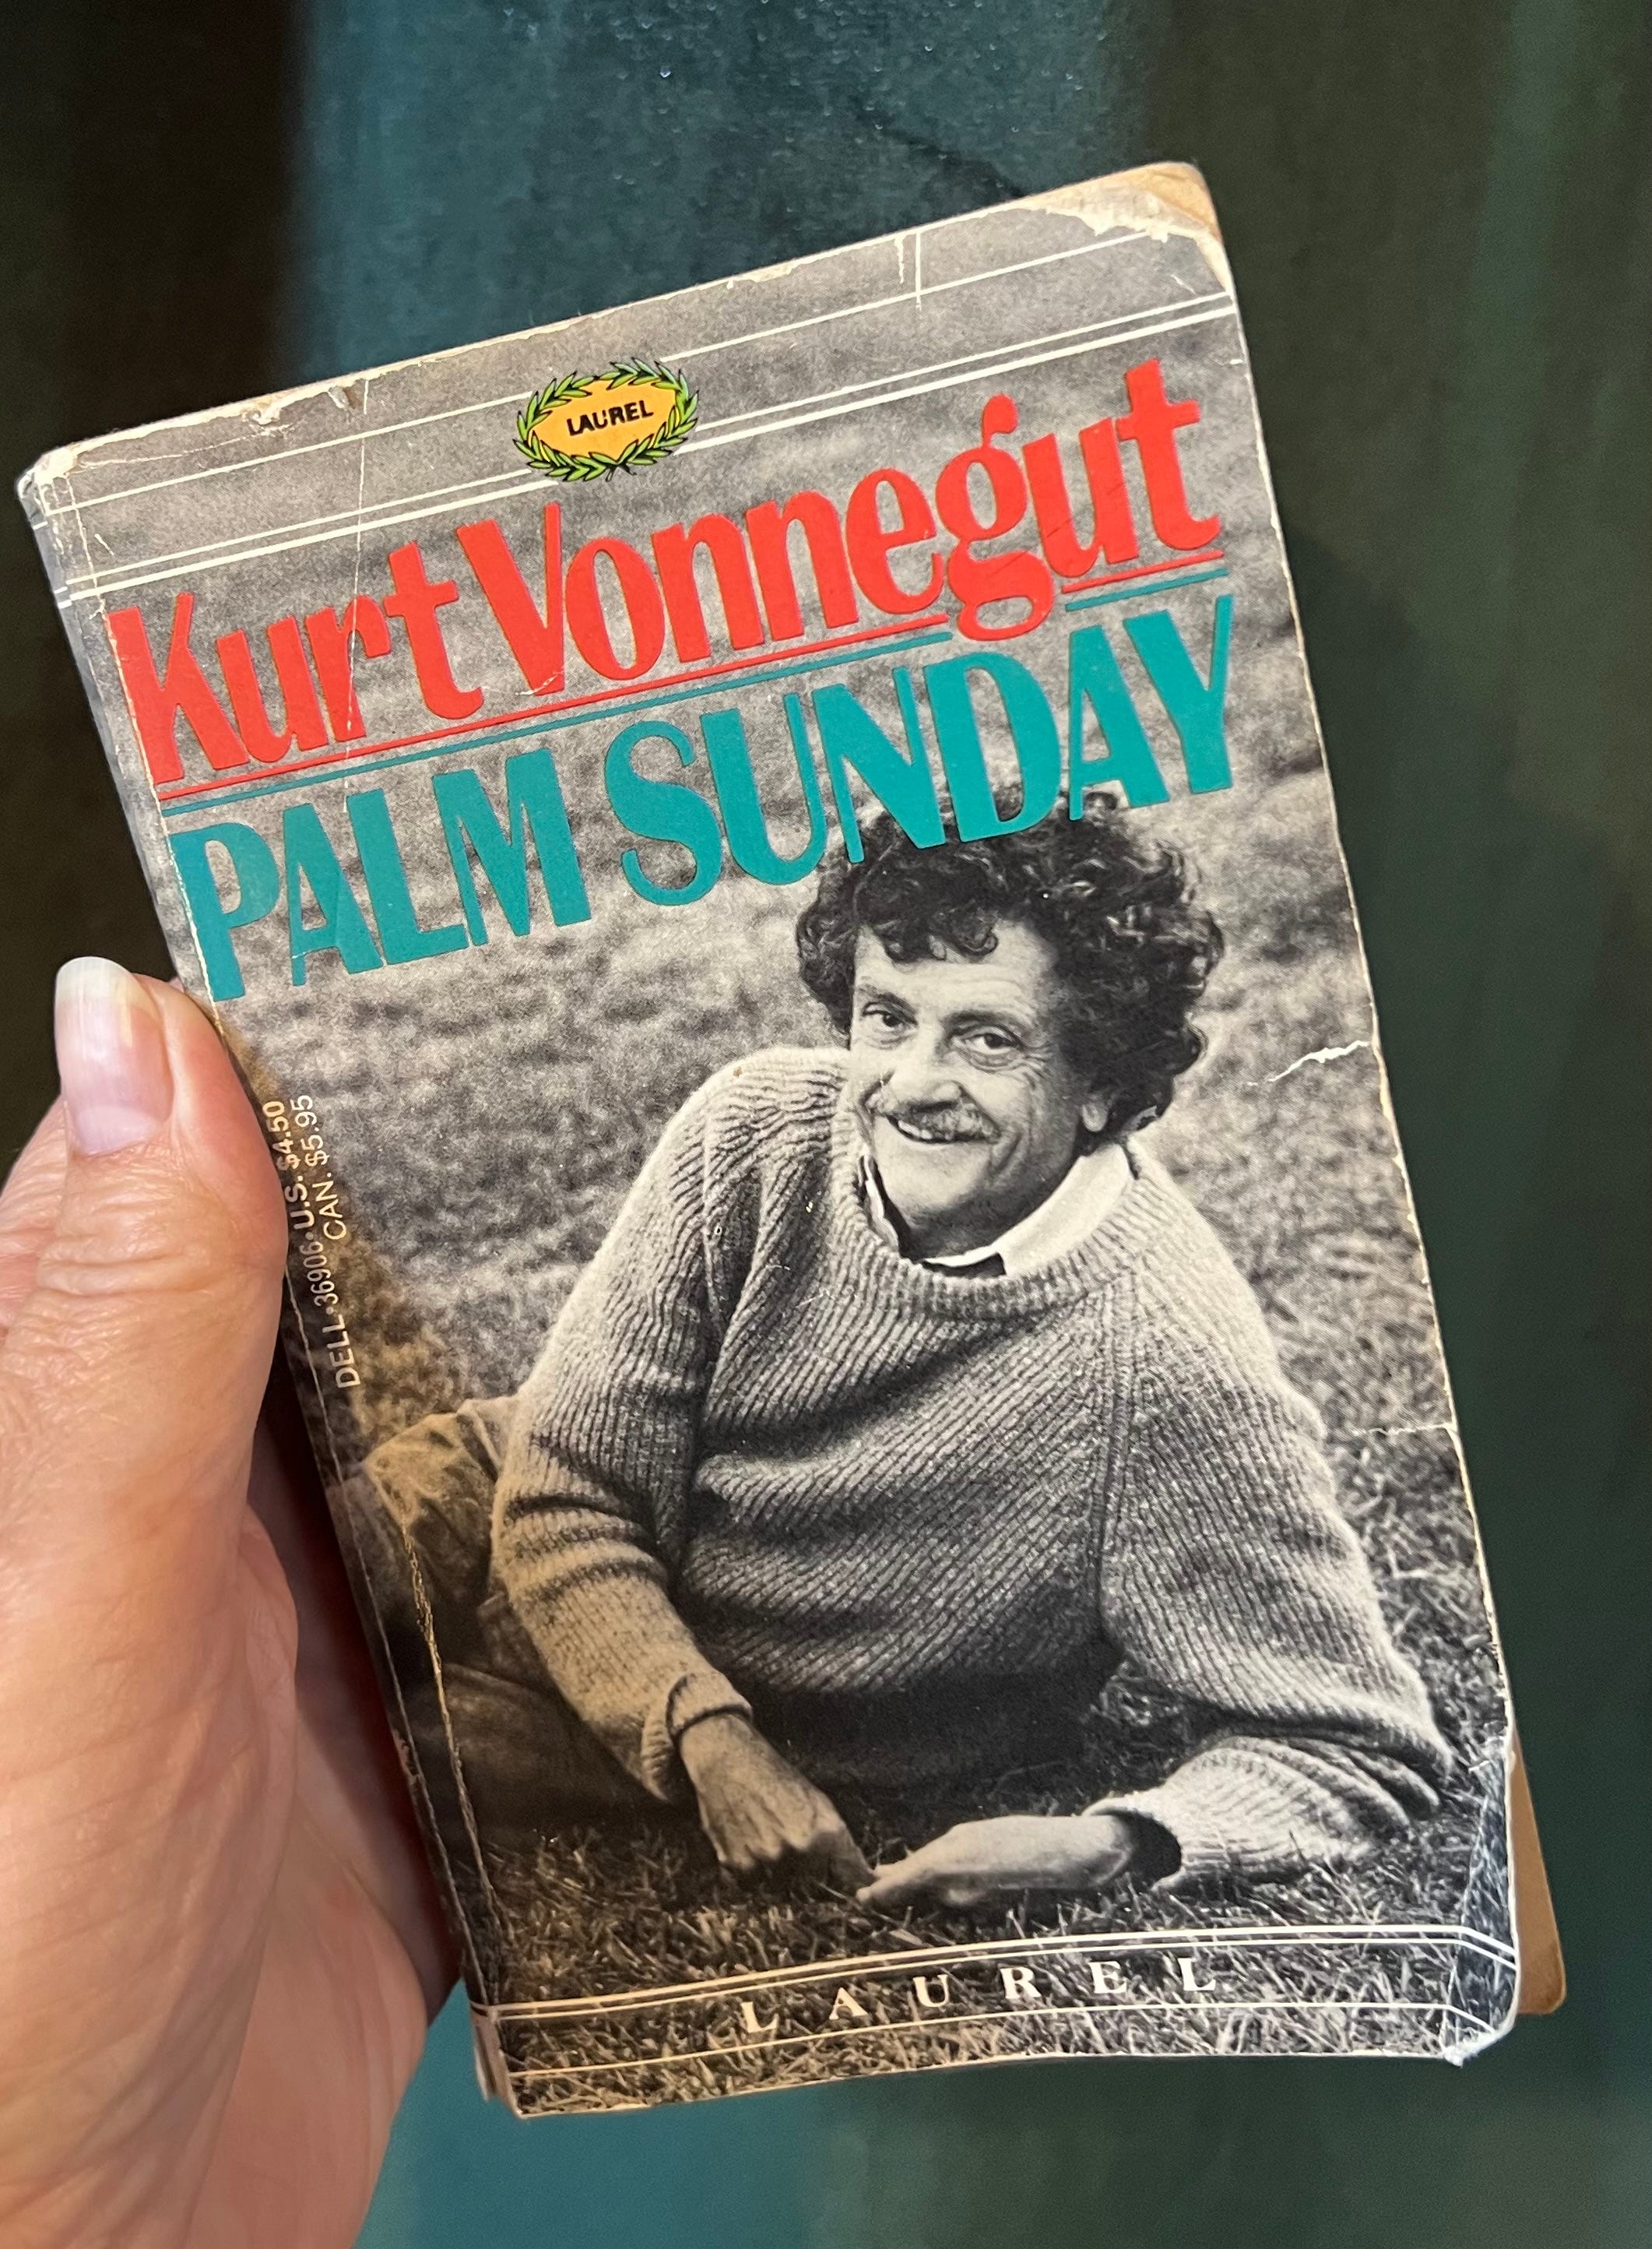 LAUREL
Kurt Vonnegut
PALM SUNDAY
DELL•36906•U.S. $4.50
CAN. $5.95
LAUREL